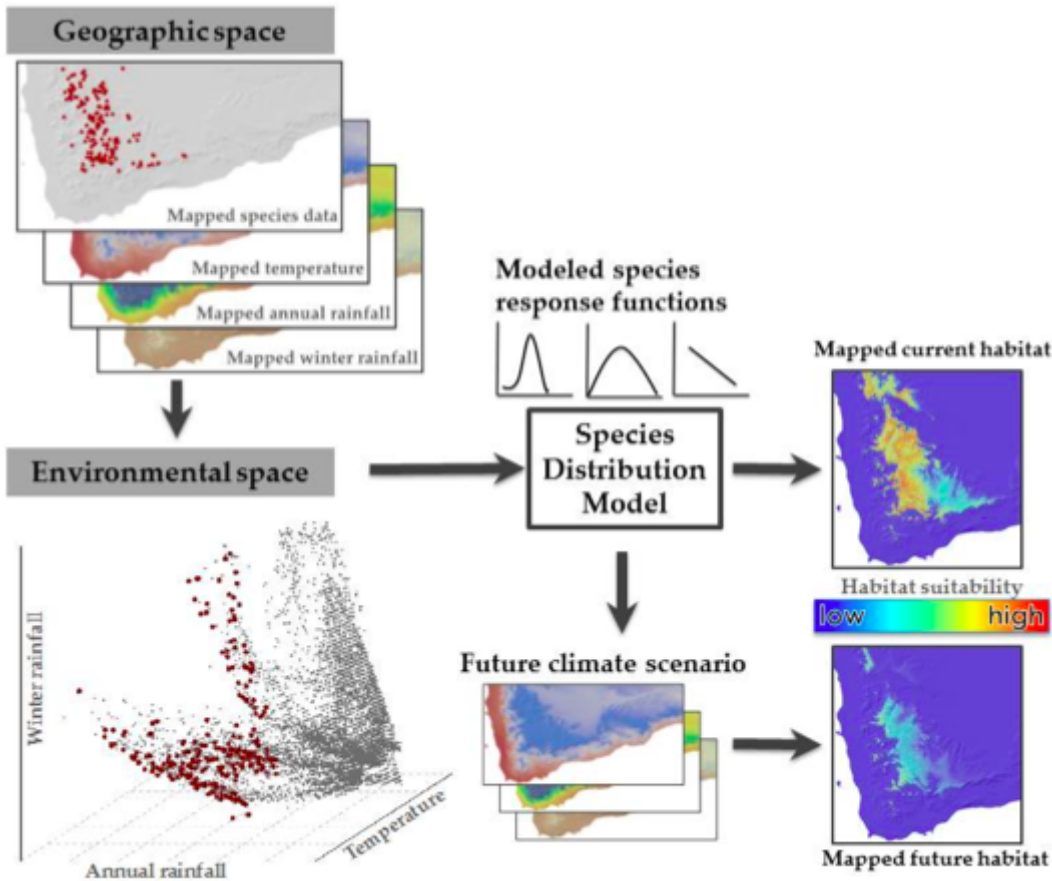 Geographic space
Mapped species data
Mapped temperature
Mapped annual rainfall
Mapped winter rainfall
Environmental space
Winter rainfall
Annual rainfall
Temperature
Modeled species
response functions
Species
Distribution
Model
Future climate scenario
Mapped current habitat
Habitat suitability
low high
Mapped future habitat